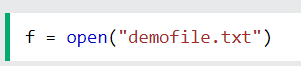 f = open("demofile.txt")